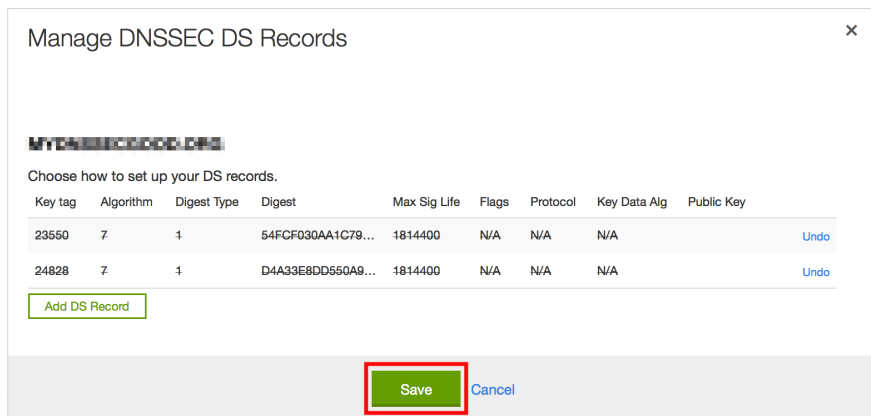 Manage DNSSEC DS Records
×
Choose how to set up your DS records.
Key tag Algorithm Digest Type Digest Max Sig Life Flags Protocol Key Data Alg Public Key
23550 7 1 54FCF030AA1C79... 1814400 N/A N/A N/A Undo
24828 7 1 D4A33E8DD550A9... 1814400 N/A N/A N/A Undo
Add DS Record
Save Cancel